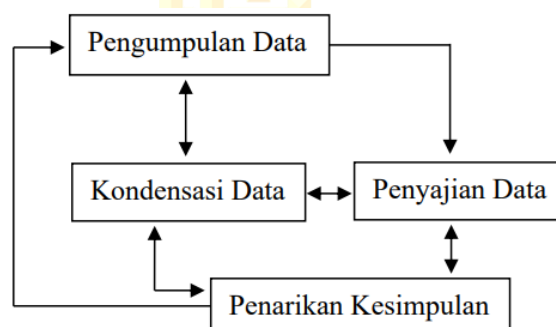 Pengumpulan Data
Kondensasi Data
Penyajian Data
Penarikan Kesimpulan